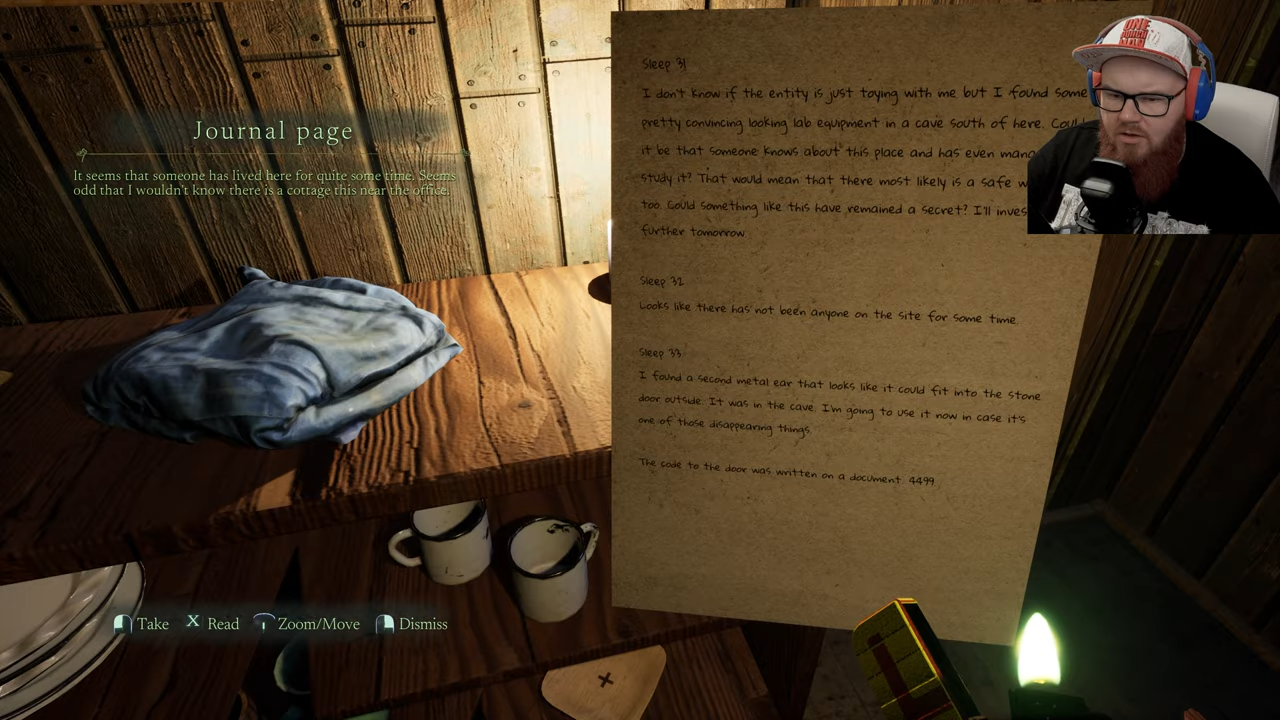 Journal page
It seems that someone has lived here for quite some time. Seems
odd that I wouldn't know there is a cottage this near the office.
Sleep 31
I don't know if the entity is just toying with me but I found some
pretty convincing looking lab equipment in a cave south of here.
it be that someone knows about this place and has even
study it? That would mean that there most likely is a safe
too. Could something like this have remained a secret? I'll
further tomorrow.
Sleep 32
Looks like there has not been anyone on the site for some time.
Sleep 33
I found a second metal ear that looks like it could fit into the stone
door outside. It was in the cave. I'm going to use it now in case it's
one of those disappearing things.
The code to the door was written on a document. 4499.
Take X Read Zoom/Move Dismiss